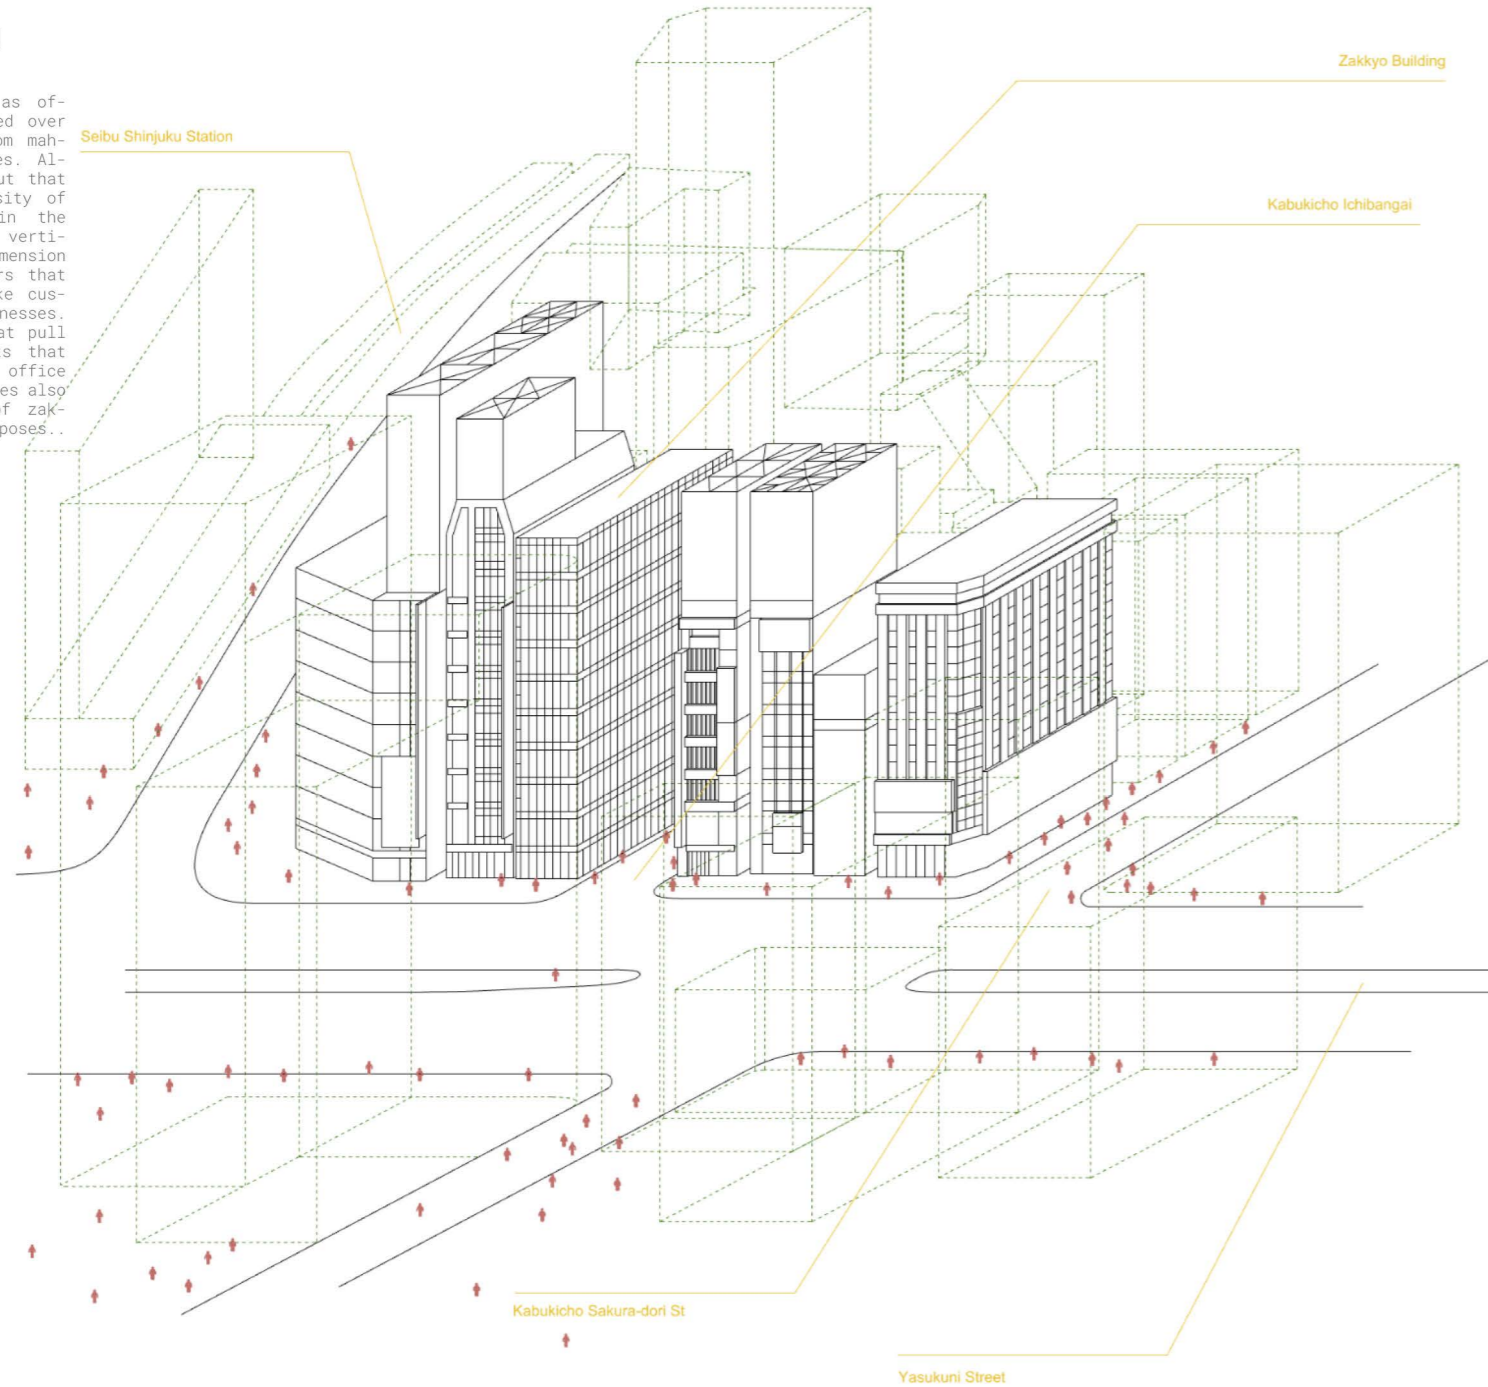 as of-
ed over
om mah-
es. Al-
ut that
sity of
in the
verti-
mension
rs that
ke cus-
nesses.
at pull
s that
office
es also
of zak-
poses..
Seibu Shinjuku Station
Zakkyo Building
Kabukicho Ichibangai
Kabukicho Sakura-dori St
Yasukuni Street